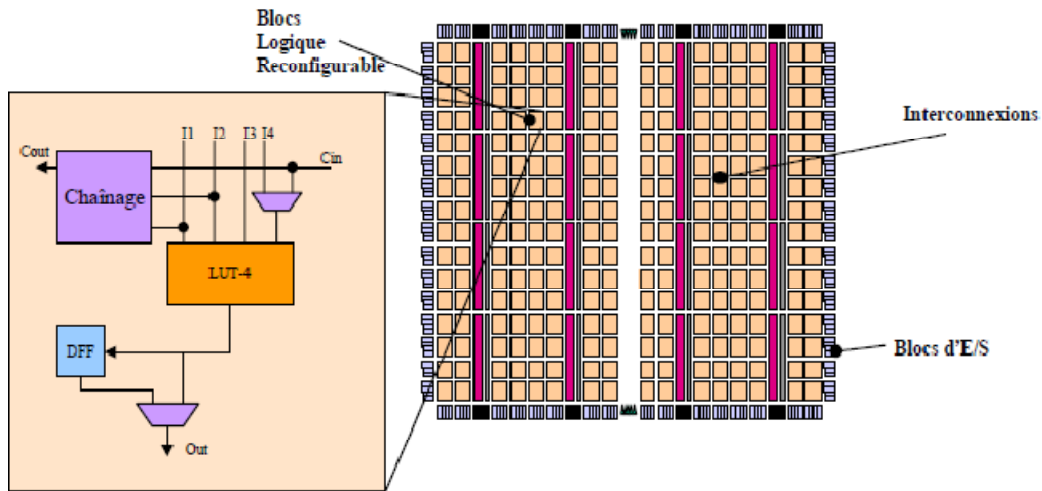 Blocs
Logique
Reconfigurable
Interconnexions
I1 I2 I3 I4
Cout
Cin
Chaînage
LUT-4
DFF
Blocs d'E/S
Out